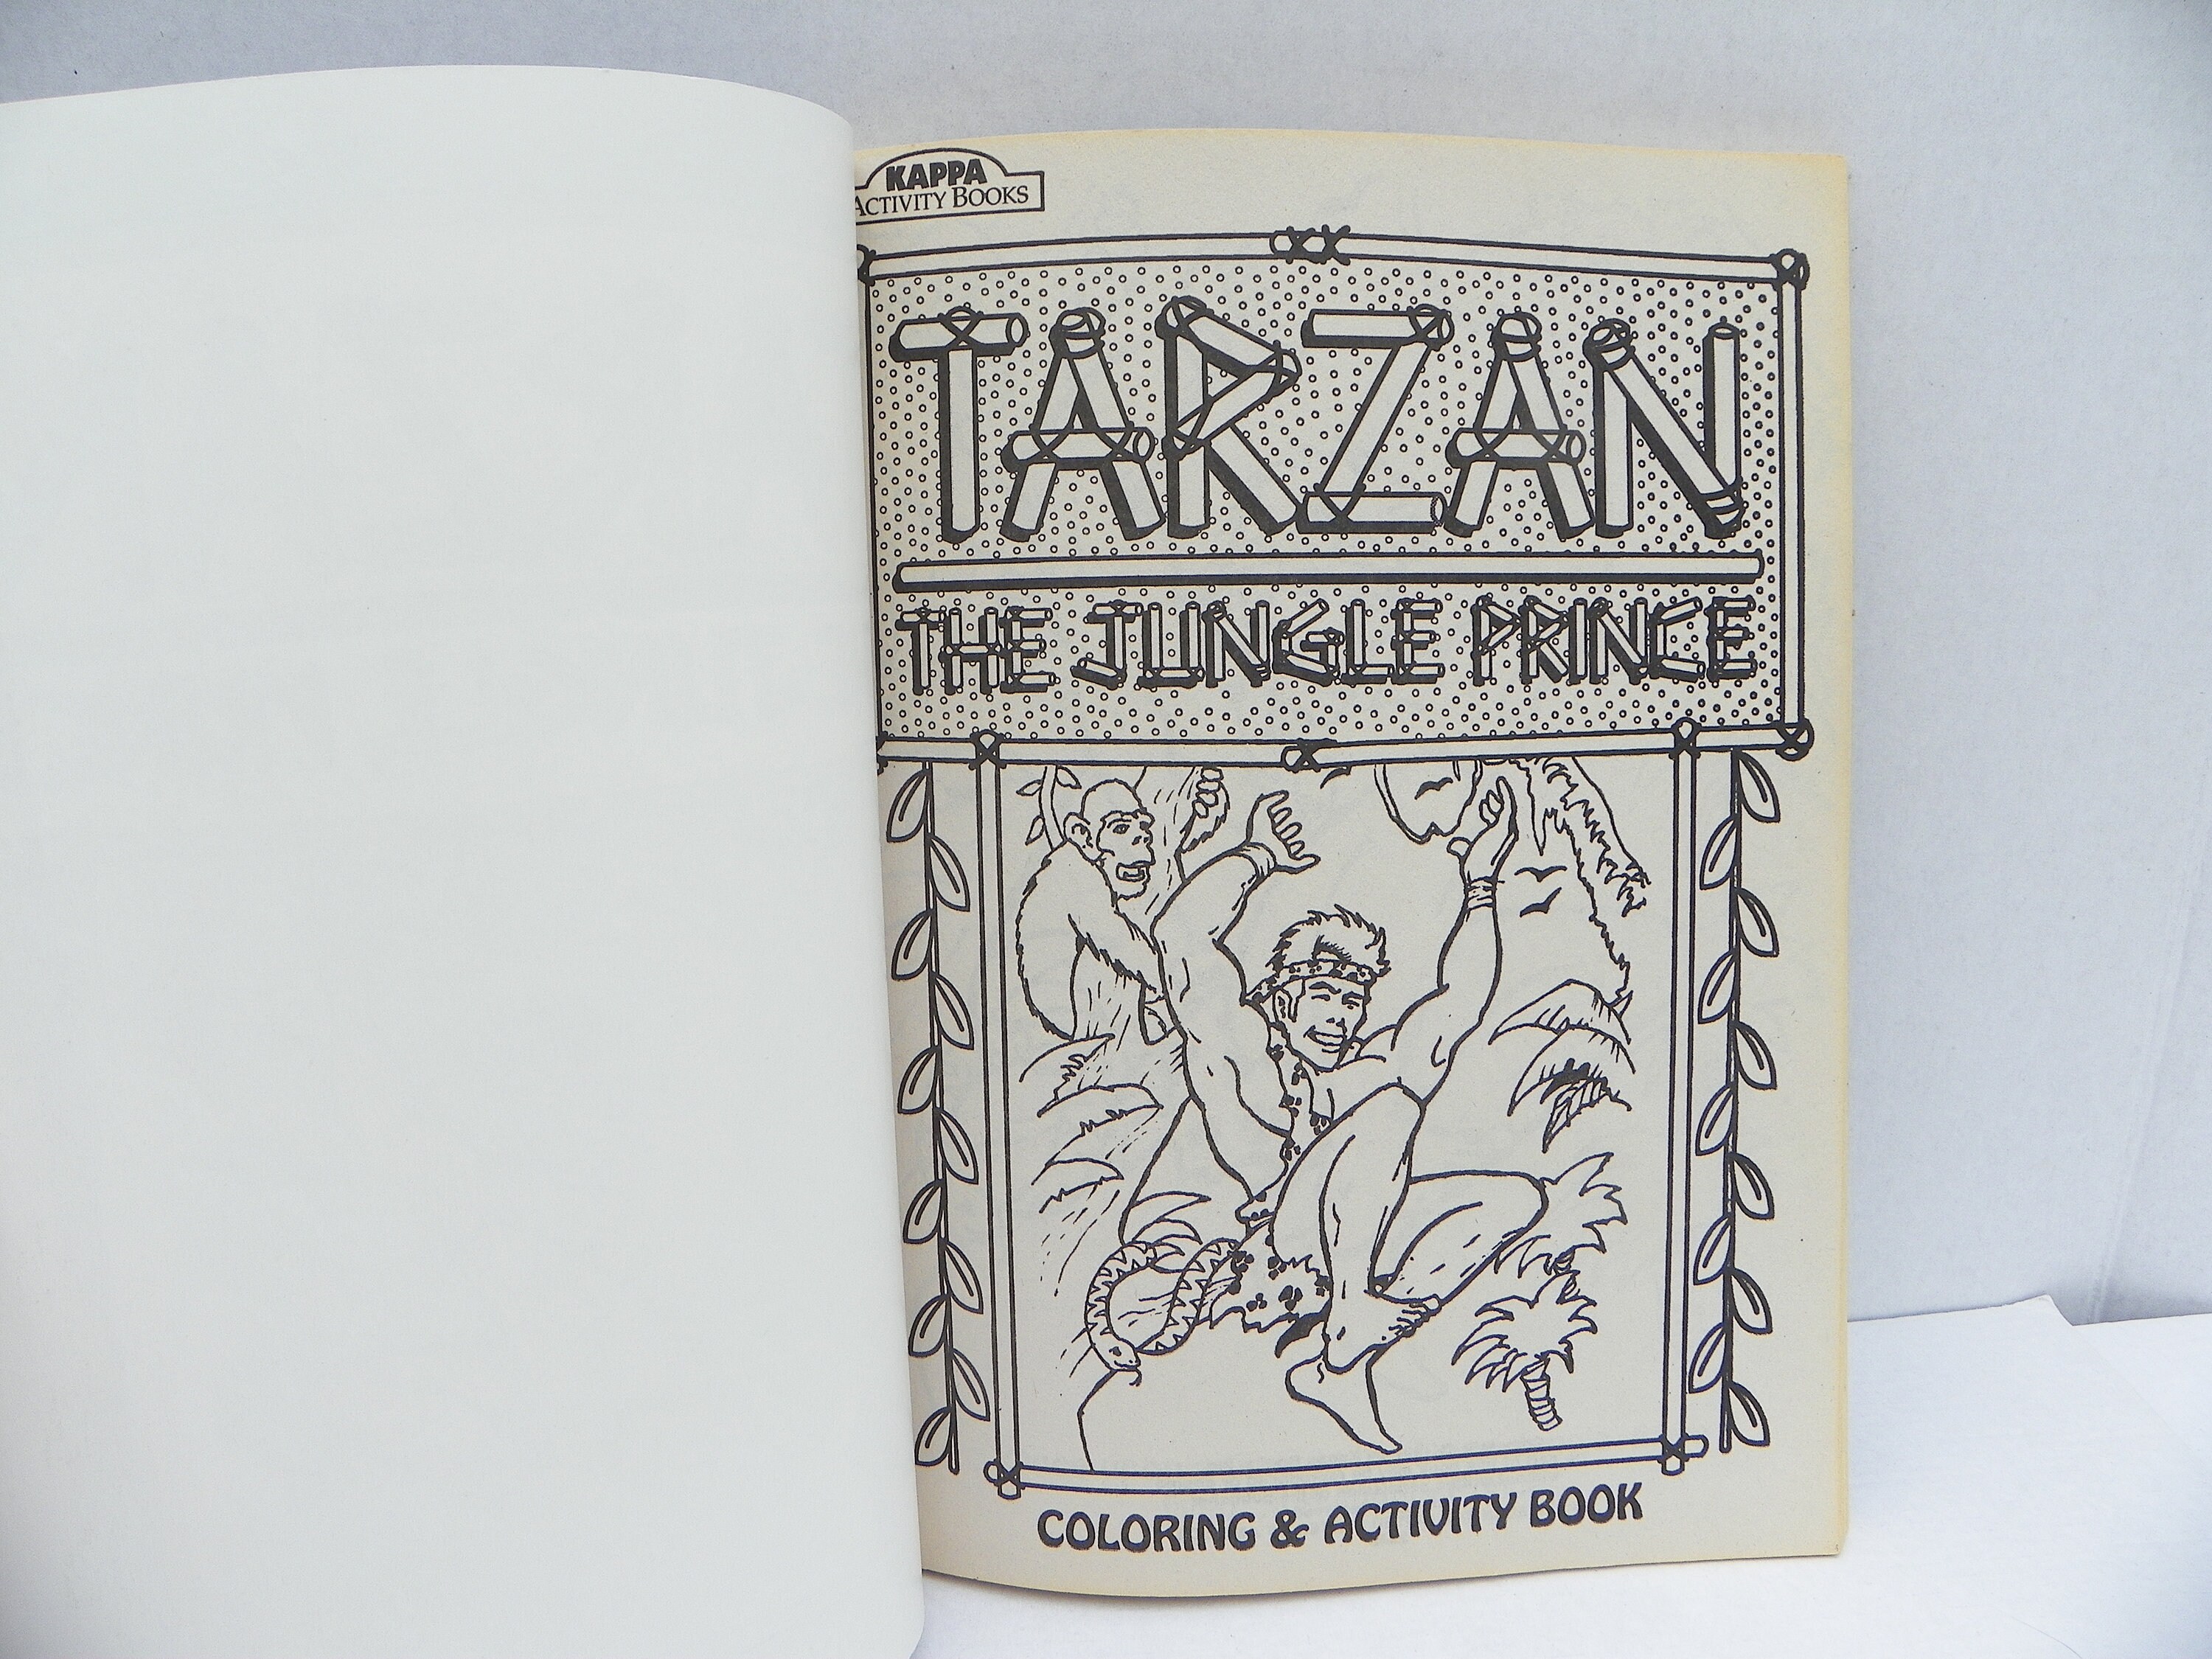 KAPPA
ACTIVITY BOOKS
TARZAN
THE JUNGLE PRINCE
COLORING & ACTIVITY BOOK